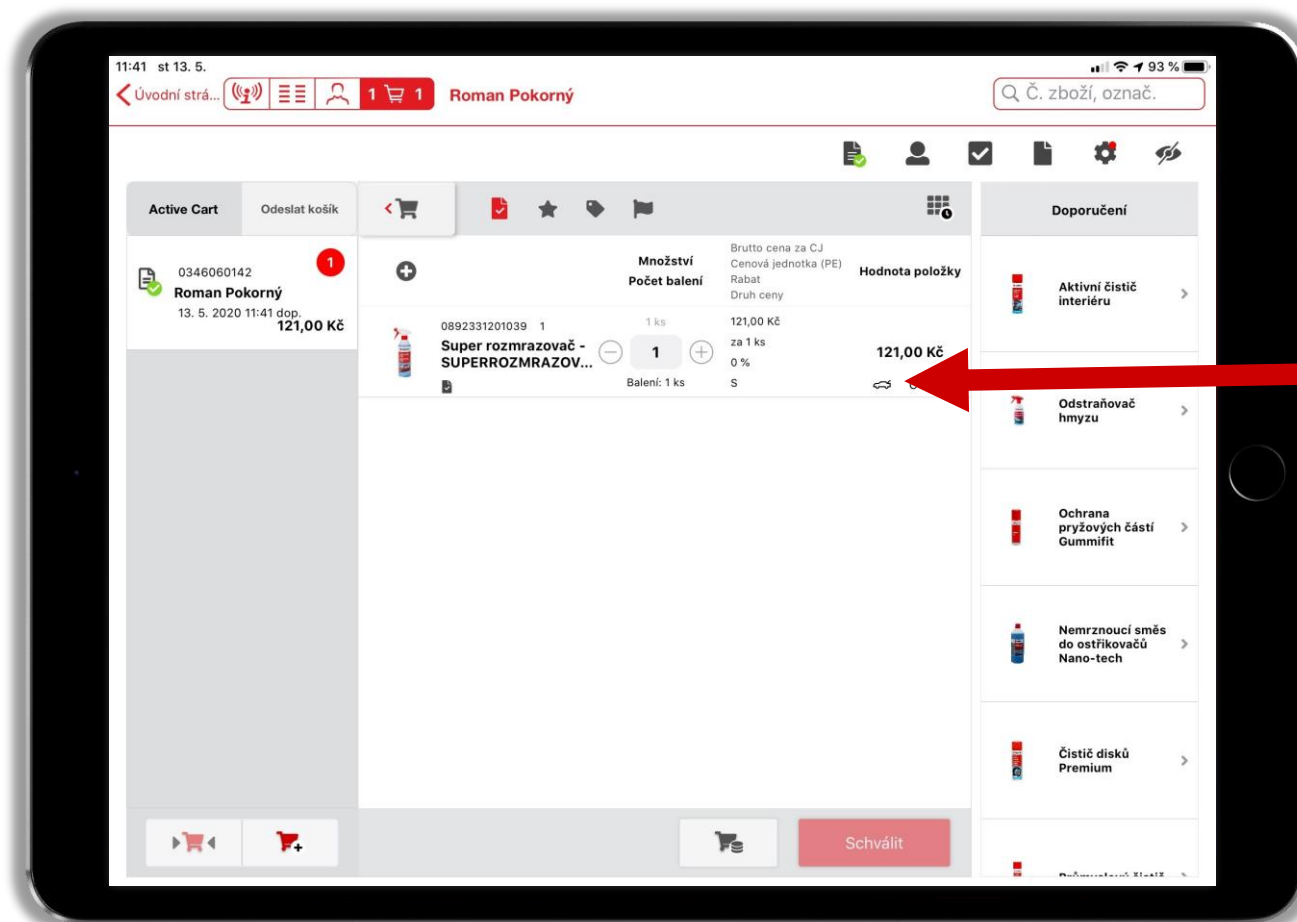 11:41 st 13. 5.
93 %
Úvodní strá...
1 1
Roman Pokorný
Č. zboží, označ.
Active Cart
Odeslat košík
Doporučení
0346060142
1
Roman Pokorný
13. 5. 2020 11:41 dop.
121,00 Kč
Množství
Počet balení
Brutto cena za CJ
Cenová jednotka (PE)
Rabat
Druh ceny
Hodnota položky
0892331201039 1
Super rozmrazovač -
SUPERROZMRAZOV...
1 ks
1
Balení: 1 ks
121,00 Kč
za 1 ks
0 %
S
121,00 Kč
Aktivní čistič
interiéru
Odstraňovač
hmyzu
Ochrana
pryžových částí
Gummifit
Nemrznoucí směs
do ostřikovačů
Nano-tech
Čistič disků
Premium
Schválit